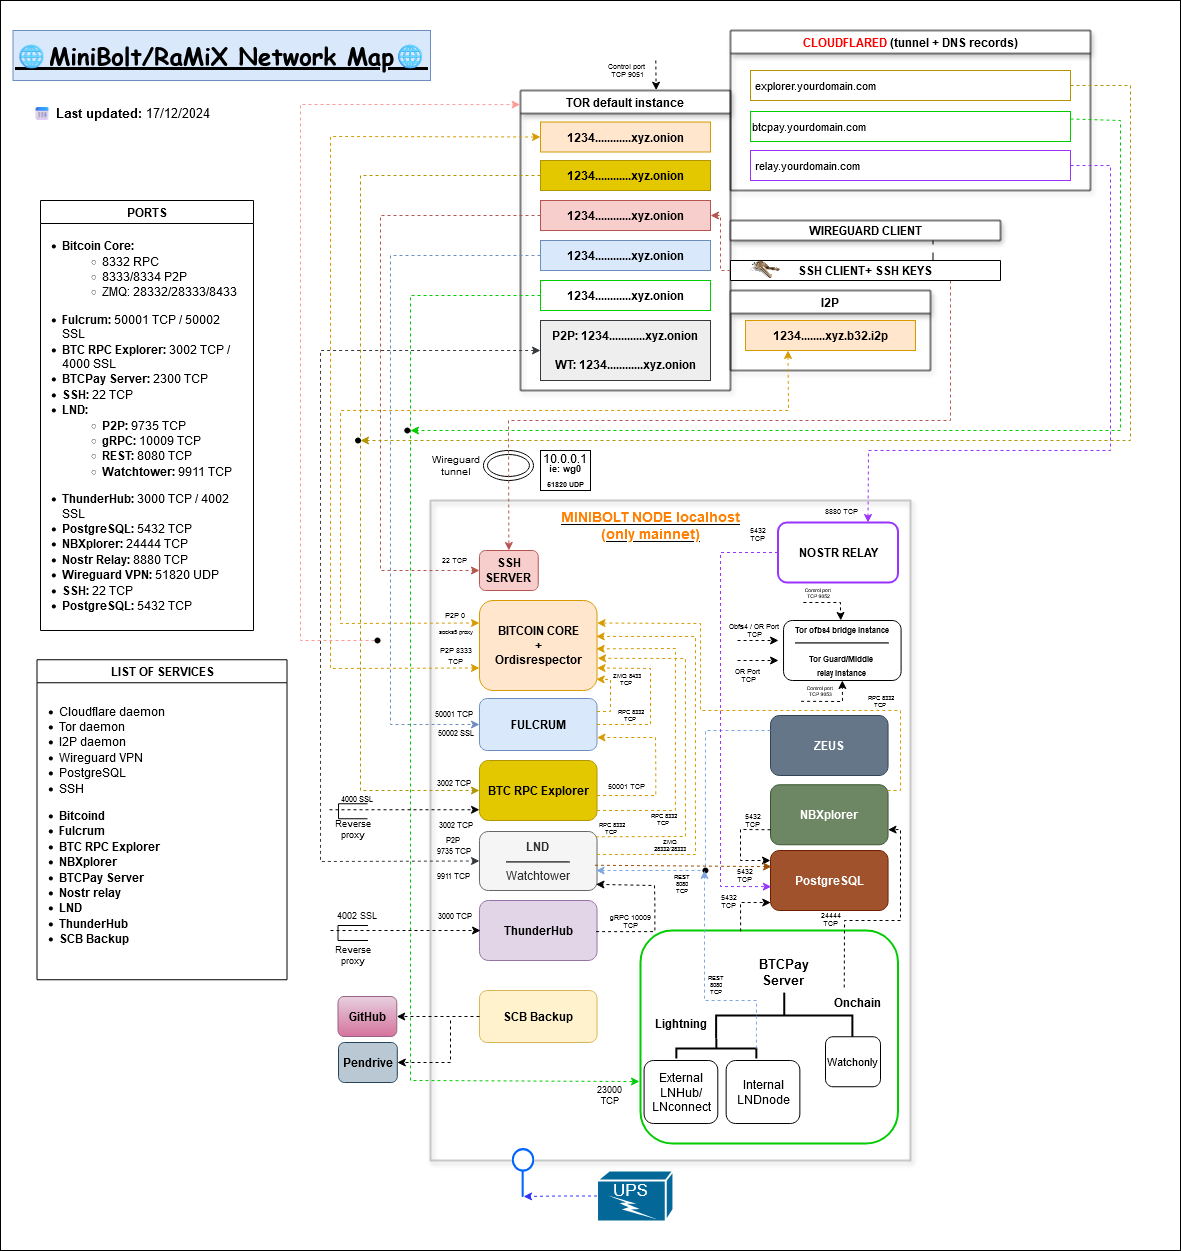 MiniBolt/RaMiX Network Map
Last updated: 17/12/2024
PORTS
Bitcoin Core:
8332 RPC
8333/8334 P2P
ZMQ: 28332/28333/8433
Fulcrum: 50001 TCP / 50002
SSL
BTC RPC Explorer: 3002 TCP /
4000 SSL
BTCPay Server: 2300 TCP
SSH: 22 TCP
LND:
P2P: 9735 TCP
gRPC: 10009 TCP
REST: 8080 TCP
Watchtower: 9911 TCP
ThunderHub: 3000 TCP / 4002
SSL
PostgreSQL: 5432 TCP
NBXplorer: 24444 TCP
Nostr Relay: 8880 TCP
Wireguard VPN: 51820 UDP
SSH: 22 TCP
PostgreSQL: 5432 TCP
LIST OF SERVICES
Cloudflare daemon
Tor daemon
I2P daemon
Wireguard VPN
PostgreSQL
SSH
Bitcoind
Fulcrum
BTC RPC Explorer
NBXplorer
BTCPay Server
Nostr relay
LND
ThunderHub
SCB Backup
Control port
TCP 9051
TOR default instance
1234............xyz.onion
1234............xyz.onion
1234............xyz.onion
1234............xyz.onion
1234............xyz.onion
P2P: 1234............xyz.onion
WT: 1234............xyz.onion
CLOUDFLARED (tunnel + DNS records)
explorer.yourdomain.com
btcpay.yourdomain.com
relay.yourdomain.com
WIREGUARD CLIENT
SSH CLIENT+ SSH KEYS
I2P
1234........xyz.b32.i2p
Wireguard
tunnel
10.0.0.1
ie: wg0
51820 UDP
MINIBOLT NODE localhost
(only mainnet)
8880 TCP
5432
TCP
NOSTR RELAY
22 TCP
SSH
SERVER
Control port
TCP 9052
P2P 0
socks5 proxy
P2P 8333
TCP
BITCOIN CORE
+
Ordisrespector
Obfs4 / OR Port
TCP
OR Port
TCP
Tor ofbs4 bridge instance
Tor Guard/Middle
relay instance
Control port
TCP 9053
ZMQ 8433
TCP
RPC 8332
TCP
RPC 8332
TCP
50001 TCP
50002 SSL
FULCRUM
ZEUS
3002 TCP
BTC RPC Explorer
50001 TCP
4000 SSL
Reverse
proxy
3002 TCP
RPC 8332
TCP
RPC 8332
TCP
5432
TCP
NBXplorer
P2P
9735 TCP
9911 TCP
LND
Watchtower
ZMQ
28332/28333
REST
8080
TCP
5432
TCP
PostgreSQL
5432
TCP
24444
TCP
4002 SSL
Reverse
proxy
3000 TCP
ThunderHub
gRPC 10009
TCP
BTCPay
Server
REST
8080
TCP
Onchain
Lightning
GitHub
SCB Backup
Pendrive
Watchonly
External
LNHub/
LNconnect
Internal
LNDnode
23000
TCP
UPS